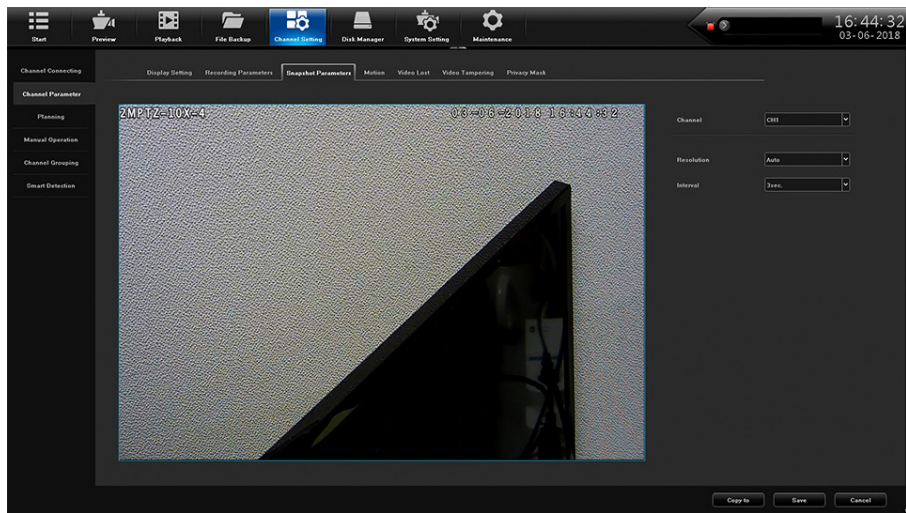 16:44:32
Start Preview Playback File Backup Channel Setting Disk Manager System Setting Maintenance
03-06-2018
Channel Connecting
Display Setting Recording Parameters Snapshot Parameters Motion Video Lost Video Tampering Privacy Mask
Channel Parameter
2MPTZ-10X-4 03-06-2018 16:44:32
Planning
Channel CH1
Manual Operation
Channel Grouping
Resolution Auto
Smart Detection
Interval 3sec.
Copy to Save Cancel